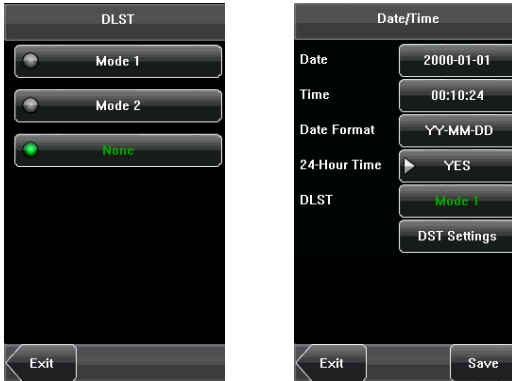 DLST
Mode 1
Mode 2
None
Exit
Date/Time
Date 2000-01-01
Time 00:10:24
Date Format YY-MM-DD
24-Hour Time YES
DLST Mode 1
DST Settings
Exit Save